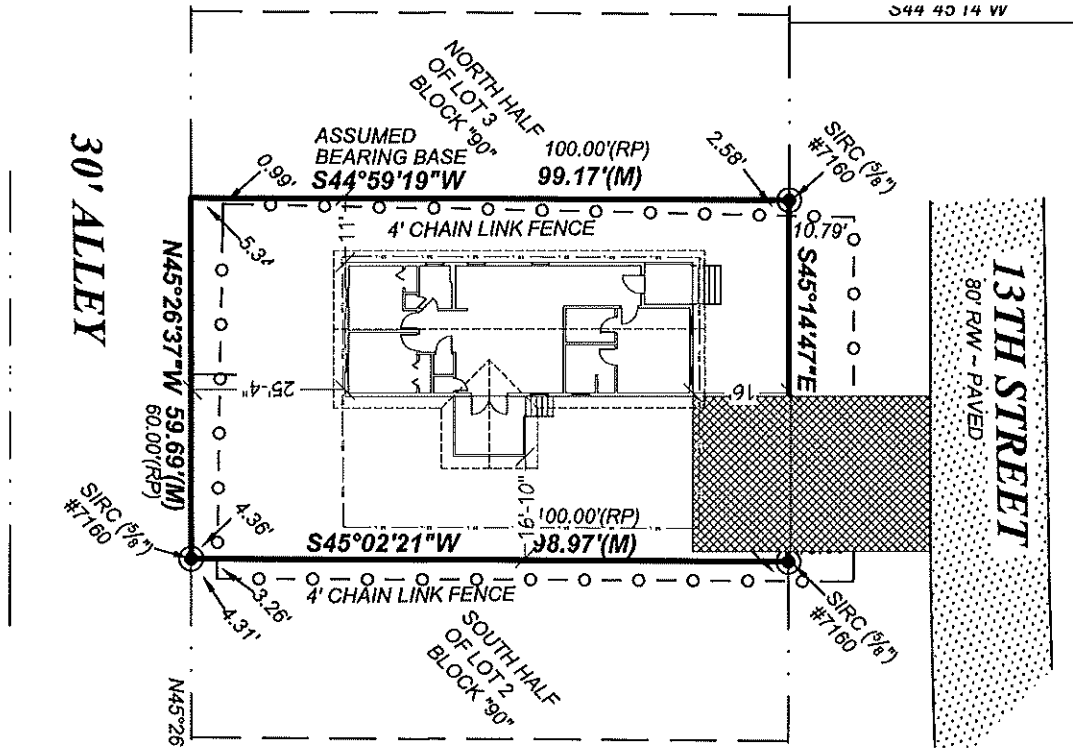 S44 45 14 W
NORTH HALF
OF LOT 3
BLOCK "90"
ASSUMED
BEARING BASE
S44°59'19"W
100.00'(RP)
99.17'(M)
2.58'
SIRC (5/8")
#7160
0.99'
5.34'
11'
4' CHAIN LINK FENCE
10.79'
S45°14'47"E
13TH STREET
80' R/W - PAVED
30' ALLEY
N45°26'37"W 59.69'(M)
60.00'(RP)
25'-4"
16'
16'-10"
SIRC (5/8")
#7160
4.36'
S45°02'21"W
100.00'(RP)
98.97'(M)
4' CHAIN LINK FENCE
3.26'
4.31'
SIRC (5/8")
#7160
SOUTH HALF
OF LOT 2
BLOCK "90"
N45°26